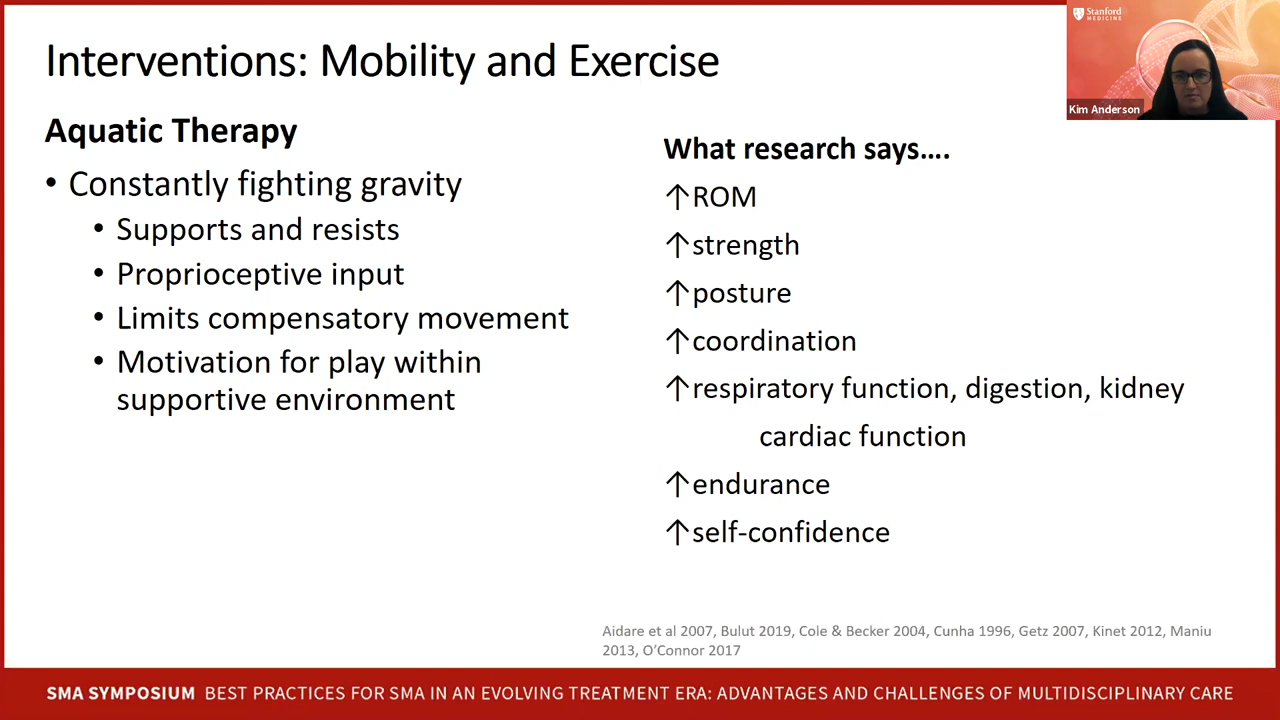 Interventions: Mobility and Exercise
Aquatic Therapy
• Constantly fighting gravity
• Supports and resists
• Proprioceptive input
• Limits compensatory movement
• Motivation for play within
supportive environment
What research says….
↑ROM
↑strength
↑posture
↑coordination
↑respiratory function, digestion, kidney
cardiac function
↑endurance
↑self-confidence
Aidare et al 2007, Bulut 2019, Cole & Becker 2004, Cunha 1996, Getz 2007, Kinet 2012, Maniu
2013, O’Connor 2017
Stanford
MEDICINE
Kim Anderson
SMA SYMPOSIUM BEST PRACTICES FOR SMA IN AN EVOLVING TREATMENT ERA: ADVANTAGES AND CHALLENGES OF MULTIDISCIPLINARY CARE